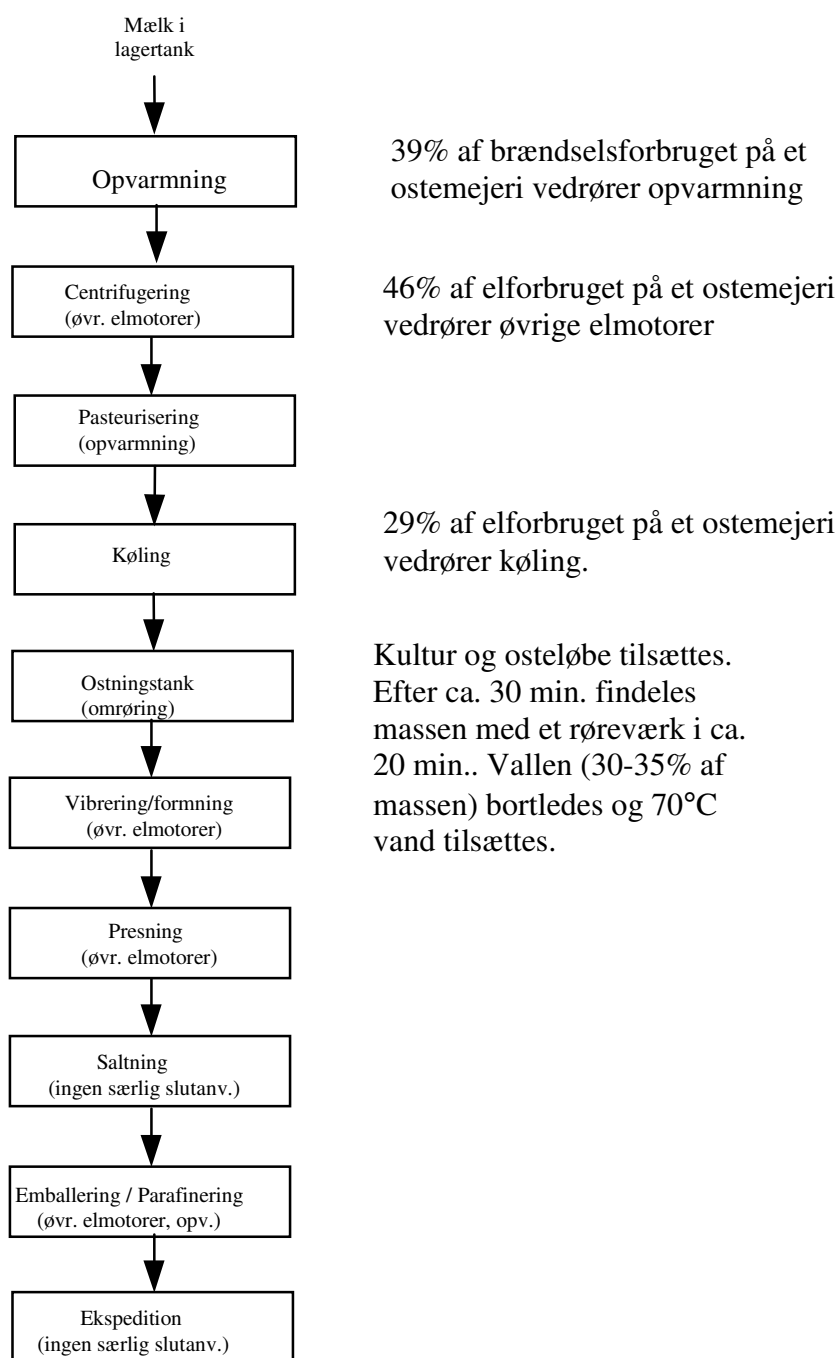 Mælk i
lagertank
Opvarmning
39% af brændselsforbruget på et
ostemejeri vedrører opvarmning
Centrifugering
(øvr. elmotorer)
46% af elforbruget på et ostemejeri
vedrører øvrige elmotorer
Pasteurisering
(opvarmning)
Køling
29% af elforbruget på et ostemejeri
vedrører køling.
Ostningstank
(omrøring)
Kultur og osteløbe tilsættes.
Efter ca. 30 min. findeles
massen med et røreværk i ca.
20 min.. Vallen (30-35% af
massen) bortledes og 70°C
vand tilsættes.
Vibrering/formning
(øvr. elmotorer)
Presning
(øvr. elmotorer)
Saltning
(ingen særlig slutanv.)
Emballering / Parafinering
(øvr. elmotorer, opv.)
Ekspedition
(ingen særlig slutanv.)